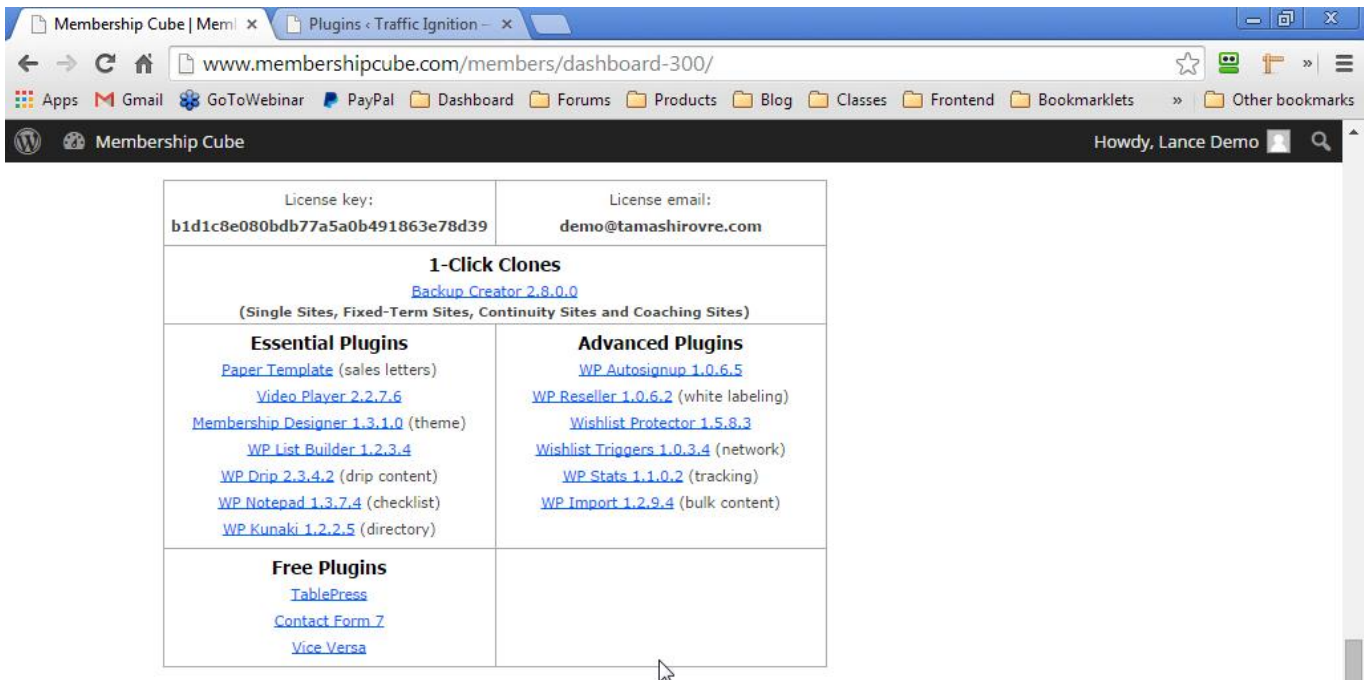 Membership Cube | Meml
Plugins ‹ Traffic Ignition —
www.membershipcube.com/members/dashboard-300/
Apps Gmail GoToWebinar PayPal Dashboard Forums Products Blog Classes Frontend Bookmarklets » Other bookmarks
Membership Cube Howdy, Lance Demo
License key: License email:
b1d1c8e080bdb77a5a0b491863e78d39 demo@tamashirovre.com
1-Click Clones
Backup Creator 2.8.0.0
(Single Sites, Fixed-Term Sites, Continuity Sites and Coaching Sites)
Essential Plugins
Paper Template (sales letters)
Video Player 2.2.7.6
Membership Designer 1.3.1.0 (theme)
WP List Builder 1.2.3.4
WP Drip 2.3.4.2 (drip content)
WP Notepad 1.3.7.4 (checklist)
WP Kunaki 1.2.2.5 (directory)
Advanced Plugins
WP Autosignup 1.0.6.5
WP Reseller 1.0.6.2 (white labeling)
Wishlist Protector 1.5.8.3
Wishlist Triggers 1.0.3.4 (network)
WP Stats 1.1.0.2 (tracking)
WP Import 1.2.9.4 (bulk content)
Free Plugins
TablePress
Contact Form 7
Vice Versa